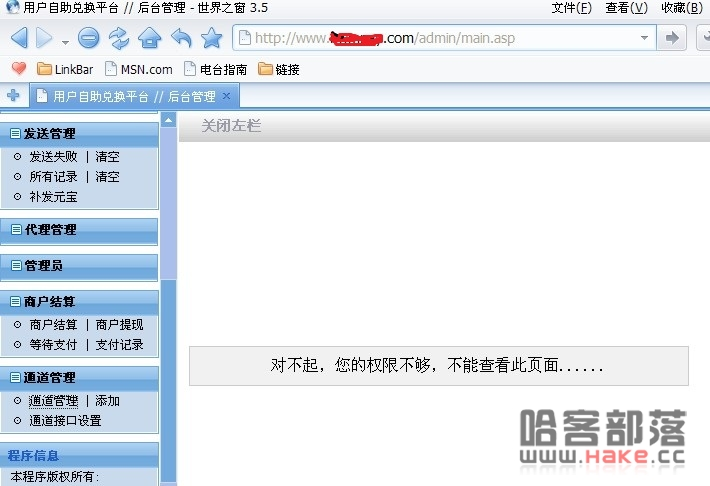 用户自助兑换平台 // 后台管理 - 世界之窗 3.5
文件(F) 查看(V) 收藏(B)
http://www. .com/admin/main.asp
LinkBar MSN.com 电台指南 链接
用户自助兑换平台 // 后台管理 ×
发送管理
发送失败 | 清空
所有记录 | 清空
补发元宝
代理管理
管理员
商户结算
商户结算 | 商户提现
等待支付 | 支付记录
通道管理
通道管理 | 添加
通道接口设置
程序信息
本程序版权所有:
关闭左栏
对不起，您的权限不够，不能查看此页面......
哈客部落
www.HaKe.cc